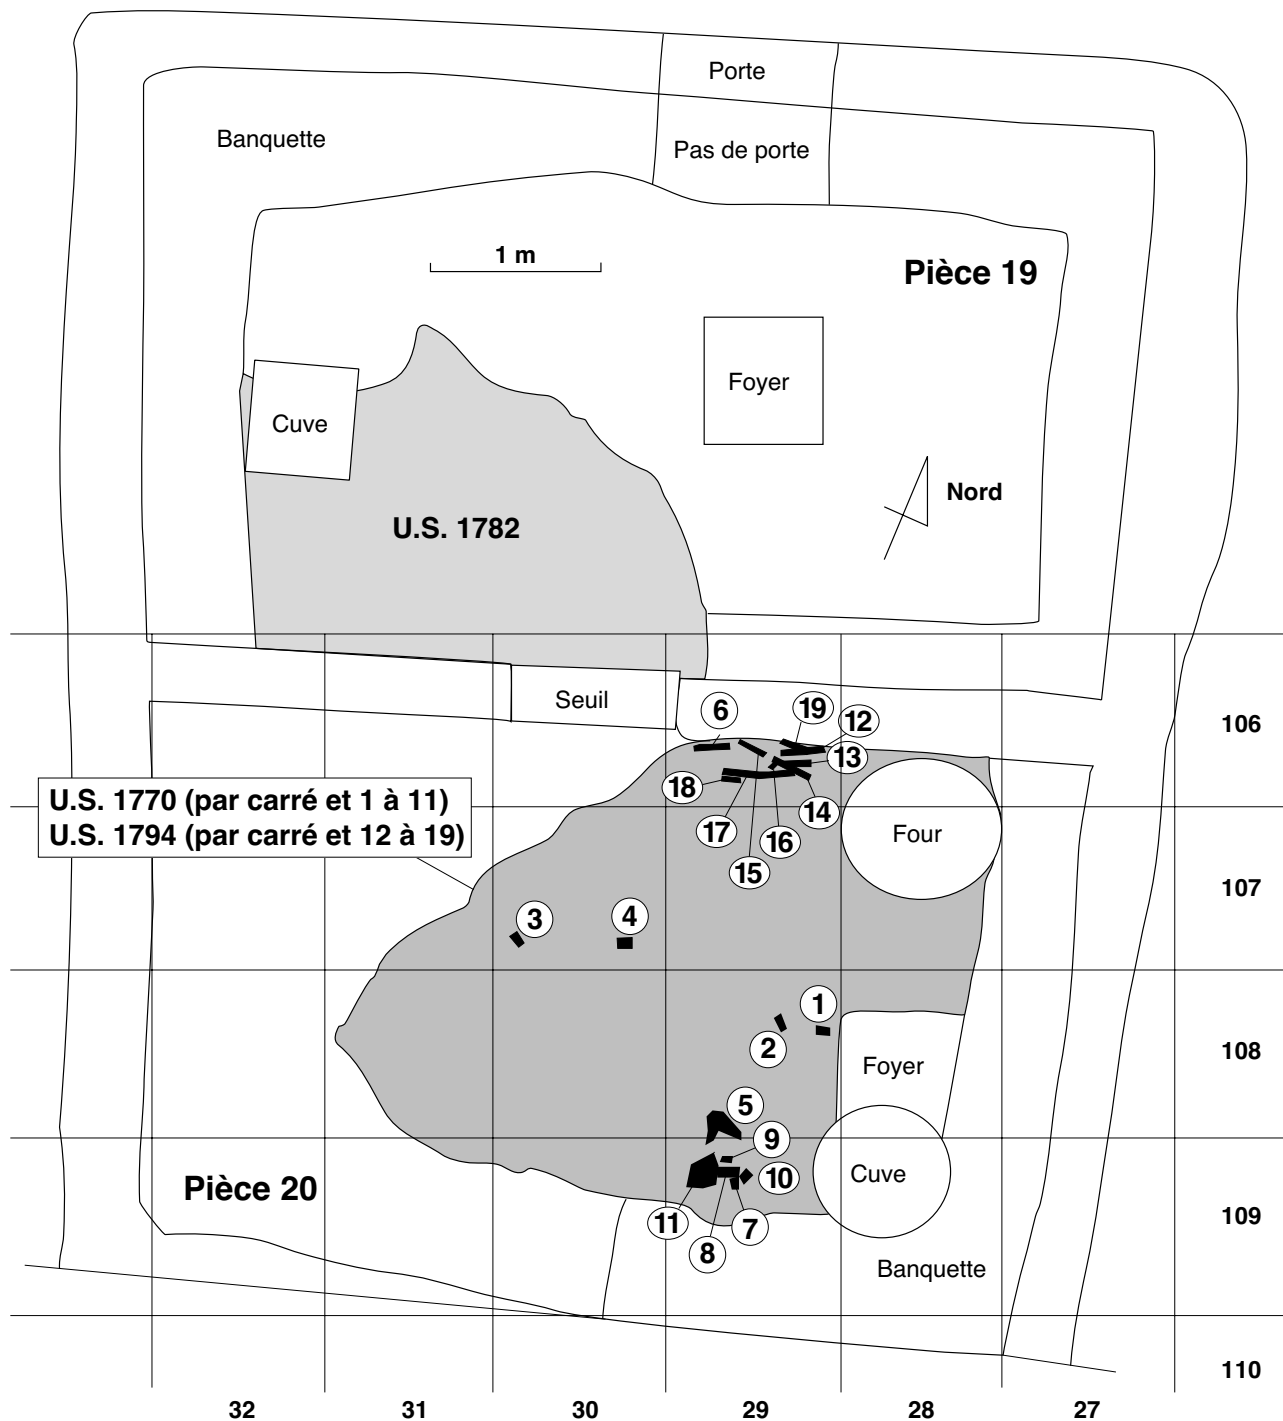 Porte
Banquette
Pas de porte
1 m
Pièce 19
Foyer
Cuve
Nord
U.S. 1782
Seuil
6
19
12
106
13
18
14
U.S. 1770 (par carré et 1 à 11)
U.S. 1794 (par carré et 12 à 19)
17
16
Four
15
107
3
4
1
2
108
Foyer
5
9
10
Cuve
Pièce 20
11
7
109
8
Banquette
110
32
31
30
29
28
27